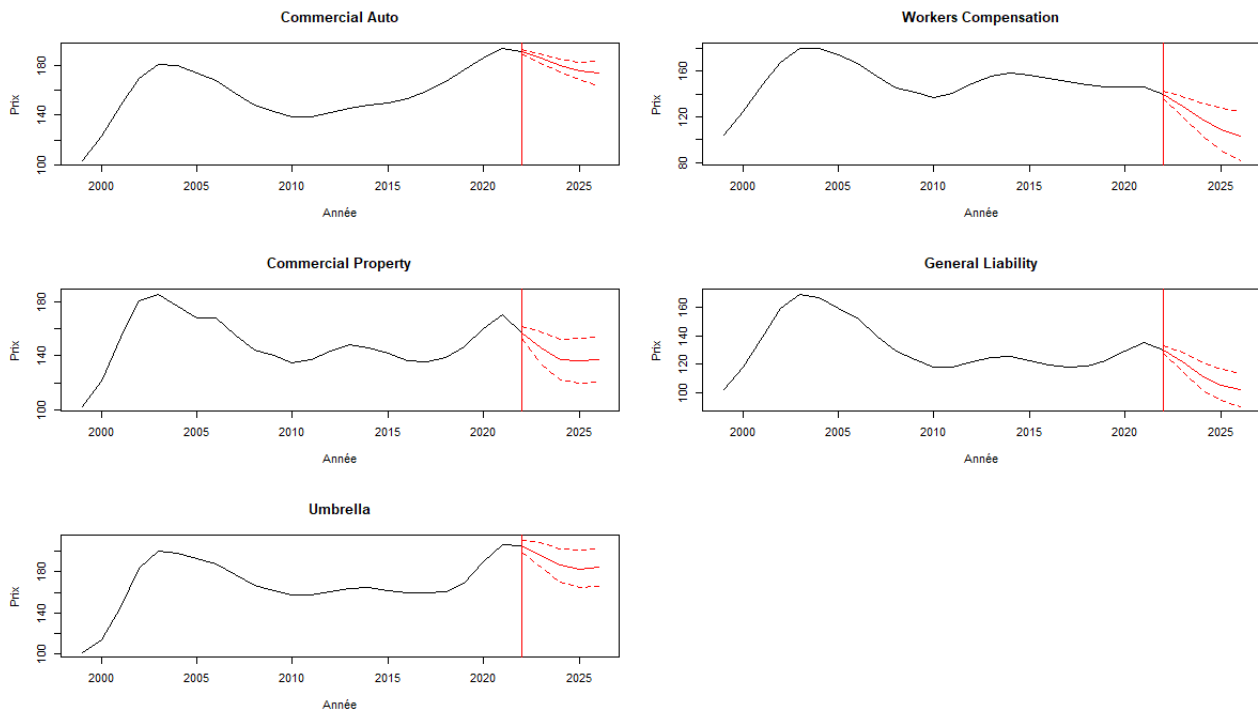 Commercial Auto
Prix
100 140 180
2000 2005 2010 2015 2020 2025
Année
Workers Compensation
Prix
80 120 160
2000 2005 2010 2015 2020 2025
Année
Commercial Property
Prix
100 140 180
2000 2005 2010 2015 2020 2025
Année
General Liability
Prix
100 120 140 160
2000 2005 2010 2015 2020 2025
Année
Umbrella
Prix
100 140 180
2000 2005 2010 2015 2020 2025
Année